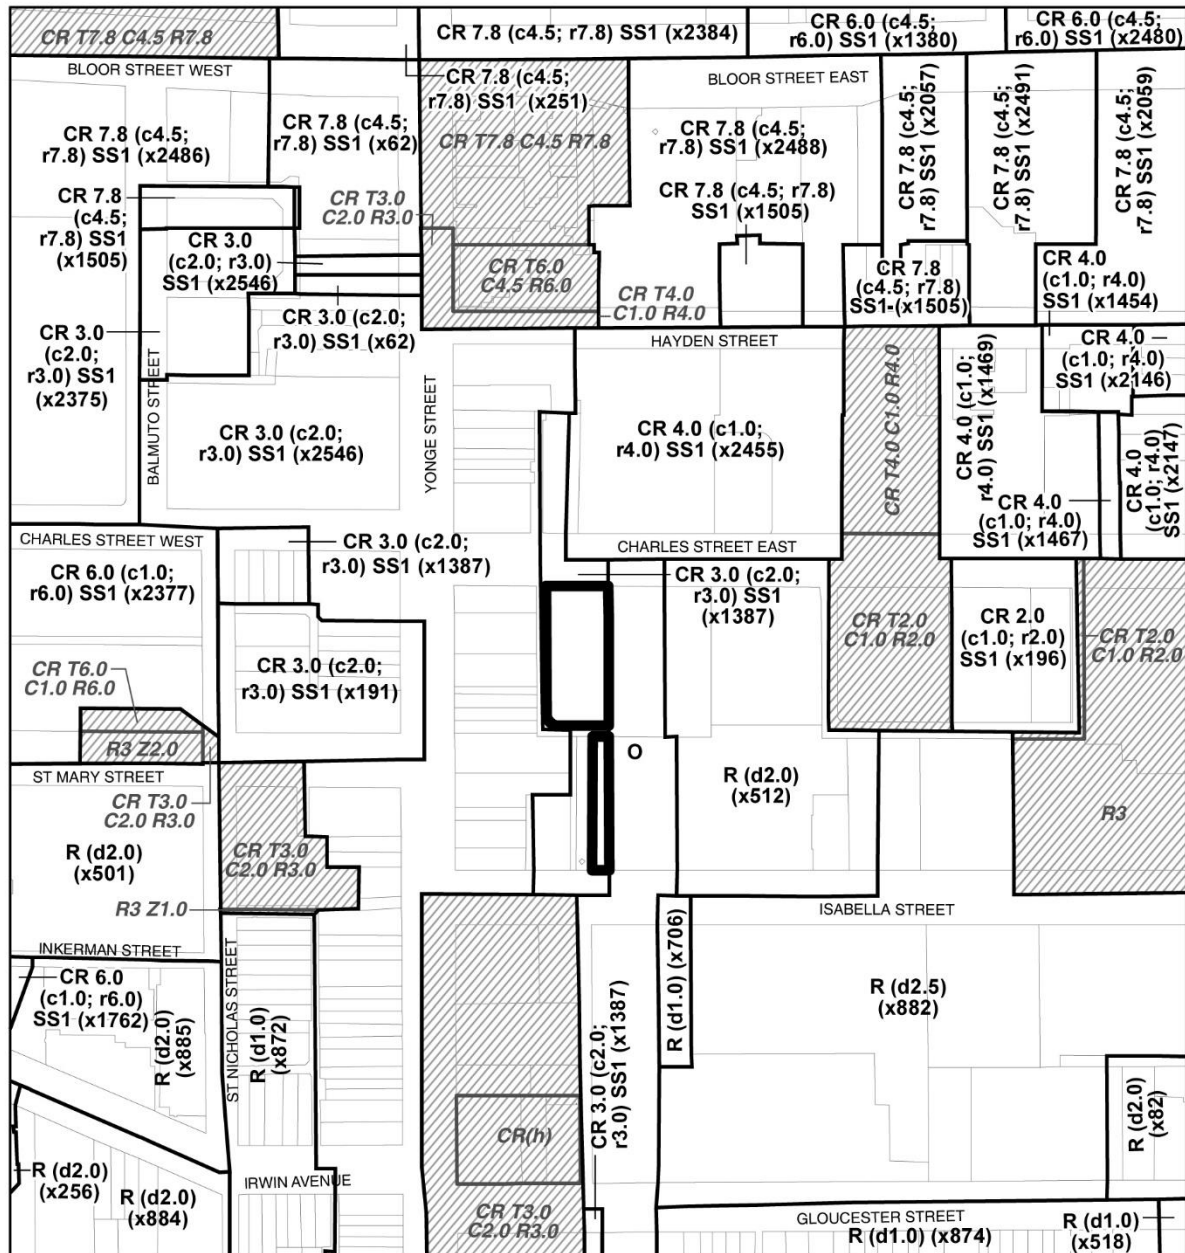 CR T7.8 C4.5 R7.8
CR 7.8 (c4.5; r7.8) SS1 (x2384)
CR 6.0 (c4.5;
r6.0) SS1 (x1380)
CR 6.0 (c4.5;
r6.0) SS1 (x2480)
BLOOR STREET WEST
CR 7.8 (c4.5;
r7.8) SS1 (x251)
BLOOR STREET EAST
CR 7.8 (c4.5;
r7.8) SS1 (x2486)
CR 7.8 (c4.5;
r7.8) SS1 (x62)
CR T7.8 C4.5 R7.8
CR 7.8 (c4.5;
r7.8) SS1 (x2488)
CR 7.8 (c4.5;
r7.8) SS1 (x2057)
CR 7.8 (c4.5;
r7.8) SS1 (x2491)
CR 7.8 (c4.5;
r7.8) SS1 (x2059)
CR 7.8
(c4.5;
r7.8) SS1
(x1505)
CR T3.0
C2.0 R3.0
CR 7.8 (c4.5; r7.8)
SS1 (x1505)
CR 3.0
(c2.0; r3.0)
SS1 (x2546)
CR T6.0
C4.5 R6.0
CR 7.8
(c4.5; r7.8)
SS1 (x1505)
CR 4.0
(c1.0; r4.0)
SS1 (x1454)
CR T4.0
C1.0 R4.0
CR 3.0 (c2.0;
r3.0) SS1 (x62)
CR 3.0
(c2.0;
r3.0) SS1
(x2375)
BALMUTO STREET
YONGE STREET
HAYDEN STREET
CR T4.0 C1.0 R4.0
CR 4.0 (c1.0;
r4.0) SS1 (x1469)
CR 4.0
(c1.0; r4.0)
SS1 (x2146)
CR 3.0 (c2.0;
r3.0) SS1 (x2546)
CR 4.0 (c1.0;
r4.0) SS1 (x2455)
CR 4.0
(c1.0; r4.0)
SS1 (x2147)
CR 4.0
(c1.0; r4.0)
SS1 (x1467)
CHARLES STREET WEST
CR 3.0 (c2.0;
r3.0) SS1 (x1387)
CHARLES STREET EAST
CR 6.0 (c1.0;
r6.0) SS1 (x2377)
CR 3.0 (c2.0;
r3.0) SS1
(x1387)
CR T2.0
C1.0 R2.0
CR 2.0
(c1.0; r2.0)
SS1 (x196)
CR T2.0
C1.0 R2.0
CR T6.0
C1.0 R6.0
CR 3.0 (c2.0;
r3.0) SS1 (x191)
R3 Z2.0
O
ST MARY STREET
R (d2.0)
(x512)
CR T3.0
C2.0 R3.0
R3
R (d2.0)
(x501)
CR T3.0
C2.0 R3.0
R3 Z1.0
ISABELLA STREET
INKERMAN STREET
ST NICHOLAS STREET
CR 6.0
(c1.0; r6.0)
SS1 (x1762)
R (d2.0)
(x885)
R (d1.0)
(x872)
R (d1.0) (x706)
R (d2.5)
(x882)
CR 3.0 (c2.0;
r3.0) SS1 (x1387)
CR(h)
R (d2.0)
(x82)
R (d2.0)
(x256)
R (d2.0)
(x884)
IRWIN AVENUE
CR T3.0
C2.0 R3.0
GLOUCESTER STREET
R (d1.0) (x874)
R (d1.0)
(x518)